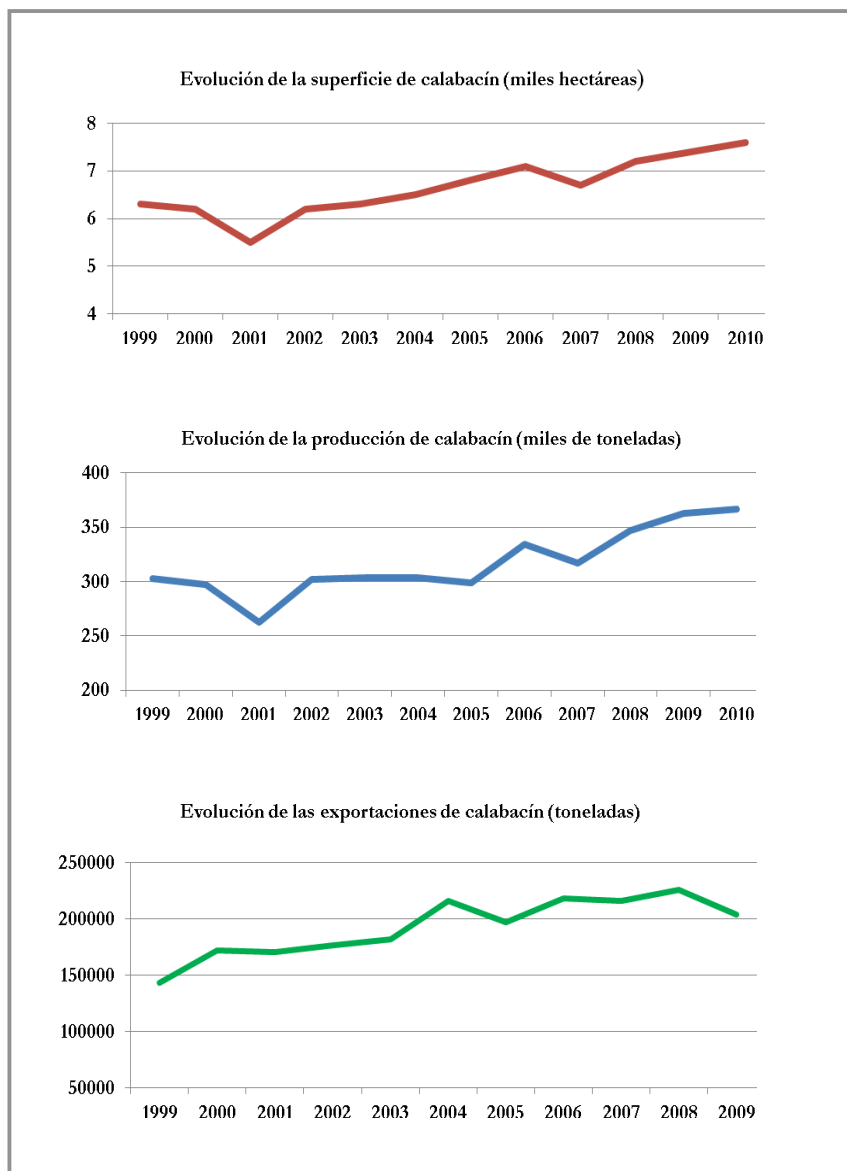 Evolución de la superficie de calabacín (miles hectáreas)
8
7
6
5
4
1999 2000 2001 2002 2003 2004 2005 2006 2007 2008 2009 2010
Evolución de la producción de calabacín (miles de toneladas)
400
350
300
250
200
1999 2000 2001 2002 2003 2004 2005 2006 2007 2008 2009 2010
Evolución de las exportaciones de calabacín (toneladas)
250000
200000
150000
100000
50000
1999 2000 2001 2002 2003 2004 2005 2006 2007 2008 2009